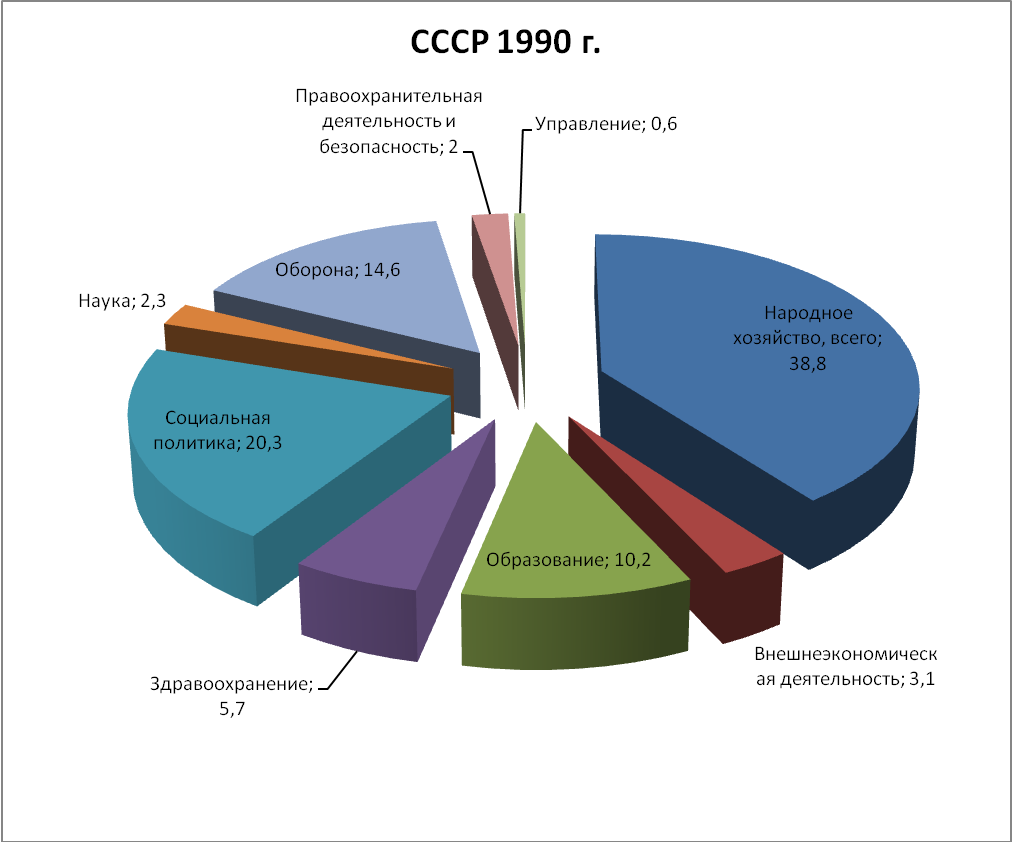 СССР 1990 г.
Правоохранительная
деятельность и
безопасность; 2
Управление; 0,6
Оборона; 14,6
Наука; 2,3
Народное
хозяйство, всего;
38,8
Социальная
политика; 20,3
Образование; 10,2
Внешнеэкономическ
ая деятельность; 3,1
Здравоохранение;
5,7